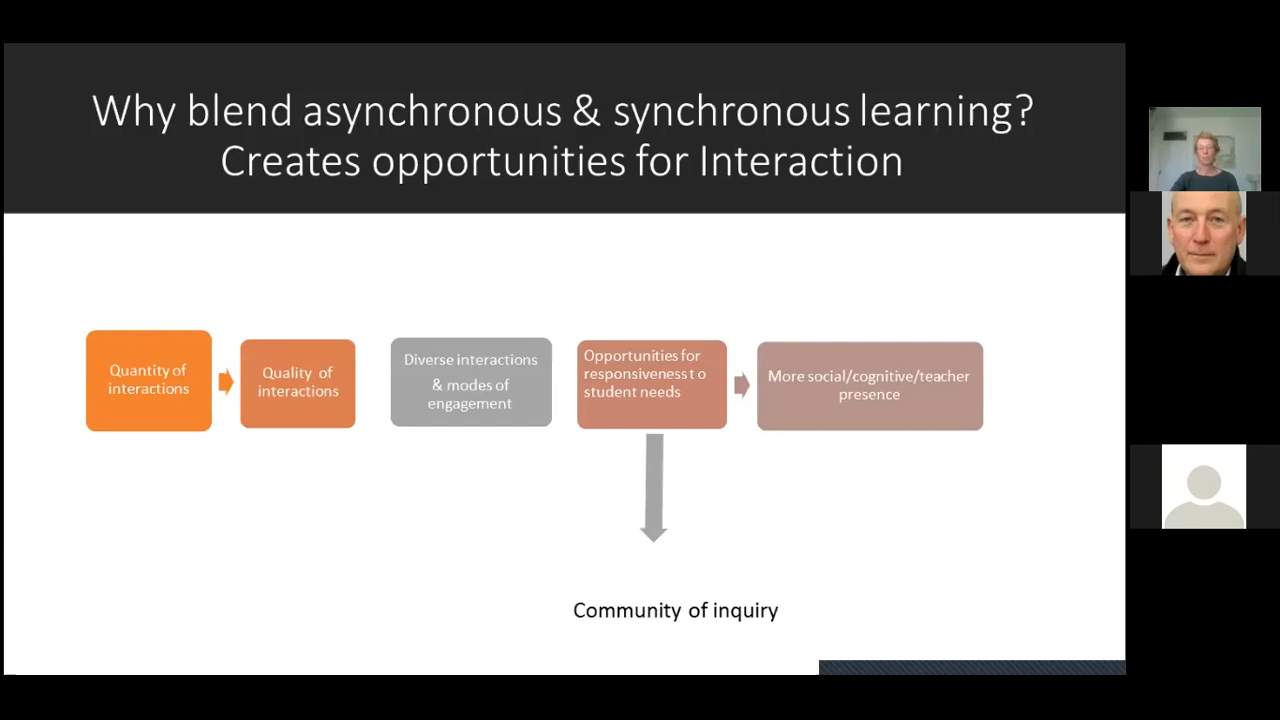 Why blend asynchronous & synchronous learning?
Creates opportunities for Interaction
Quantity of
interactions
Quality of
interactions
Diverse interactions
& modes of
engagement
Opportunities for
responsiveness t o
student needs
More social/cognitive/teacher
presence
Community of inquiry